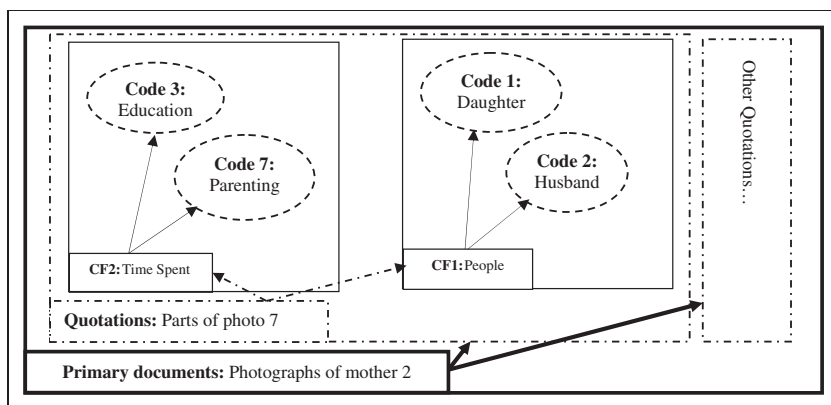 Code 3:
Education
Code 7:
Parenting
CF2: Time Spent
Code 1:
Daughter
Code 2:
Husband
CF1: People
Other Quotations...
Quotations: Parts of photo 7
Primary documents: Photographs of mother 2